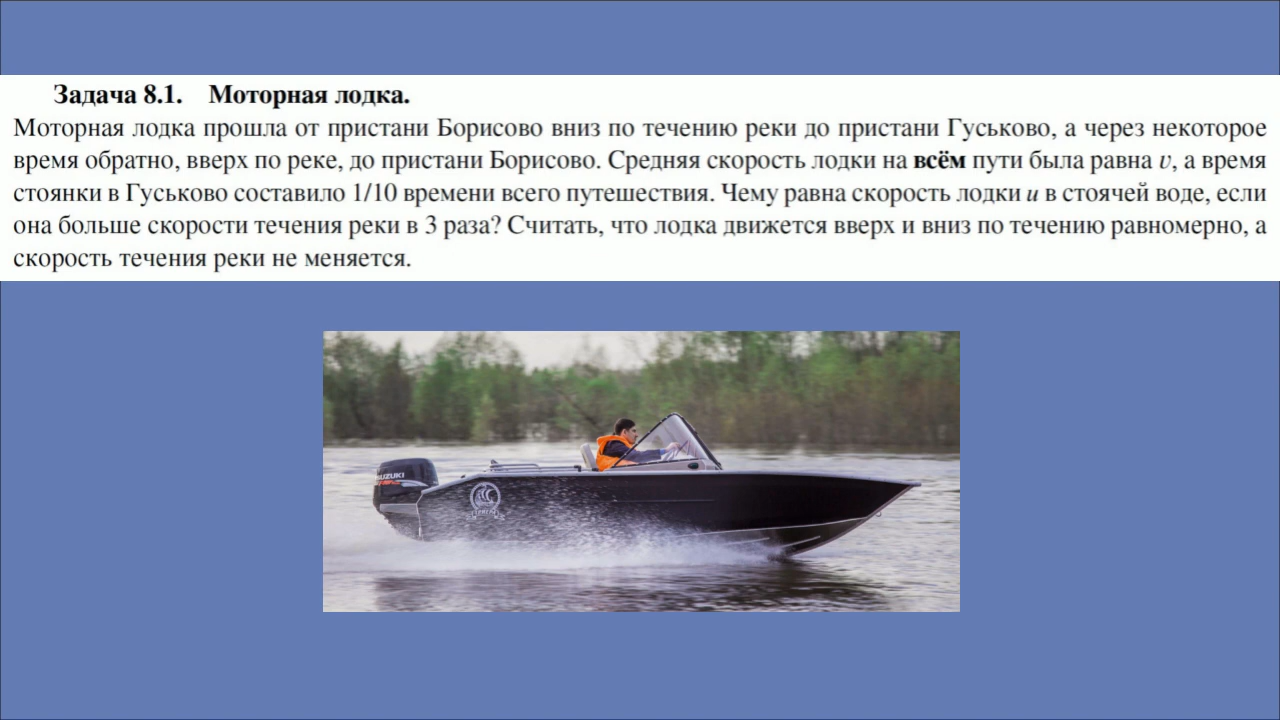 Задача 8.1. Моторная лодка.
Моторная лодка прошла от пристани Борисово вниз по течению реки до пристани Гуськово, а через некоторое
время обратно, вверх по реке, до пристани Борисово. Средняя скорость лодки на всём пути была равна v, а время
стоянки в Гуськово составило 1/10 времени всего путешествия. Чему равна скорость лодки u в стоячей воде, если
она больше скорости течения реки в 3 раза? Считать, что лодка движется вверх и вниз по течению равномерно, а
скорость течения реки не меняется.
SUZUKI